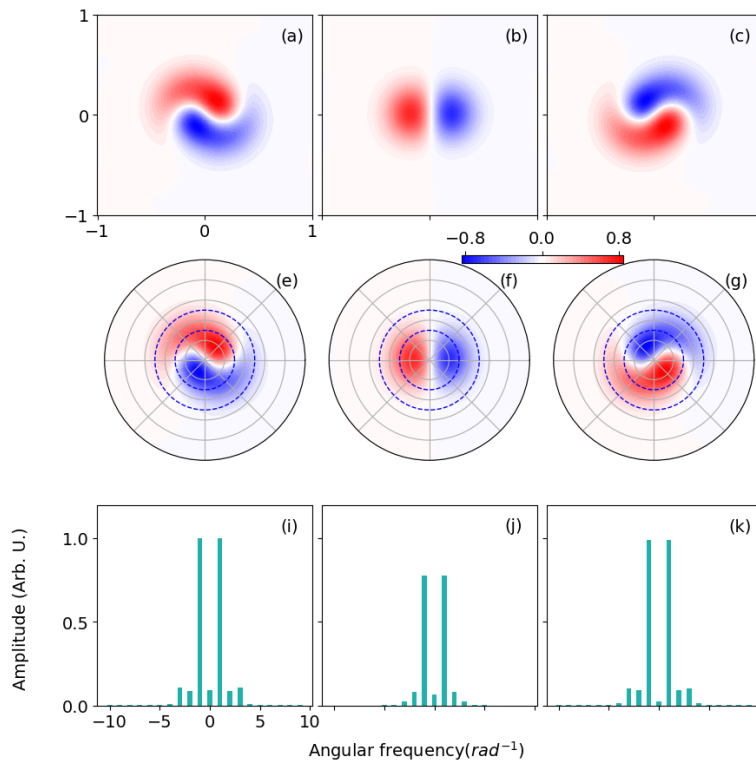 1
(a)
(b)
(c)
0
−1
−1
0
1
−0.8
0.0
0.8
(e)
(f)
(g)
1.0
(i)
(j)
(k)
0.5
0.0
−10
−5
0
5
10
Amplitude (Arb. U.)
Angular frequency(rad⁻¹)